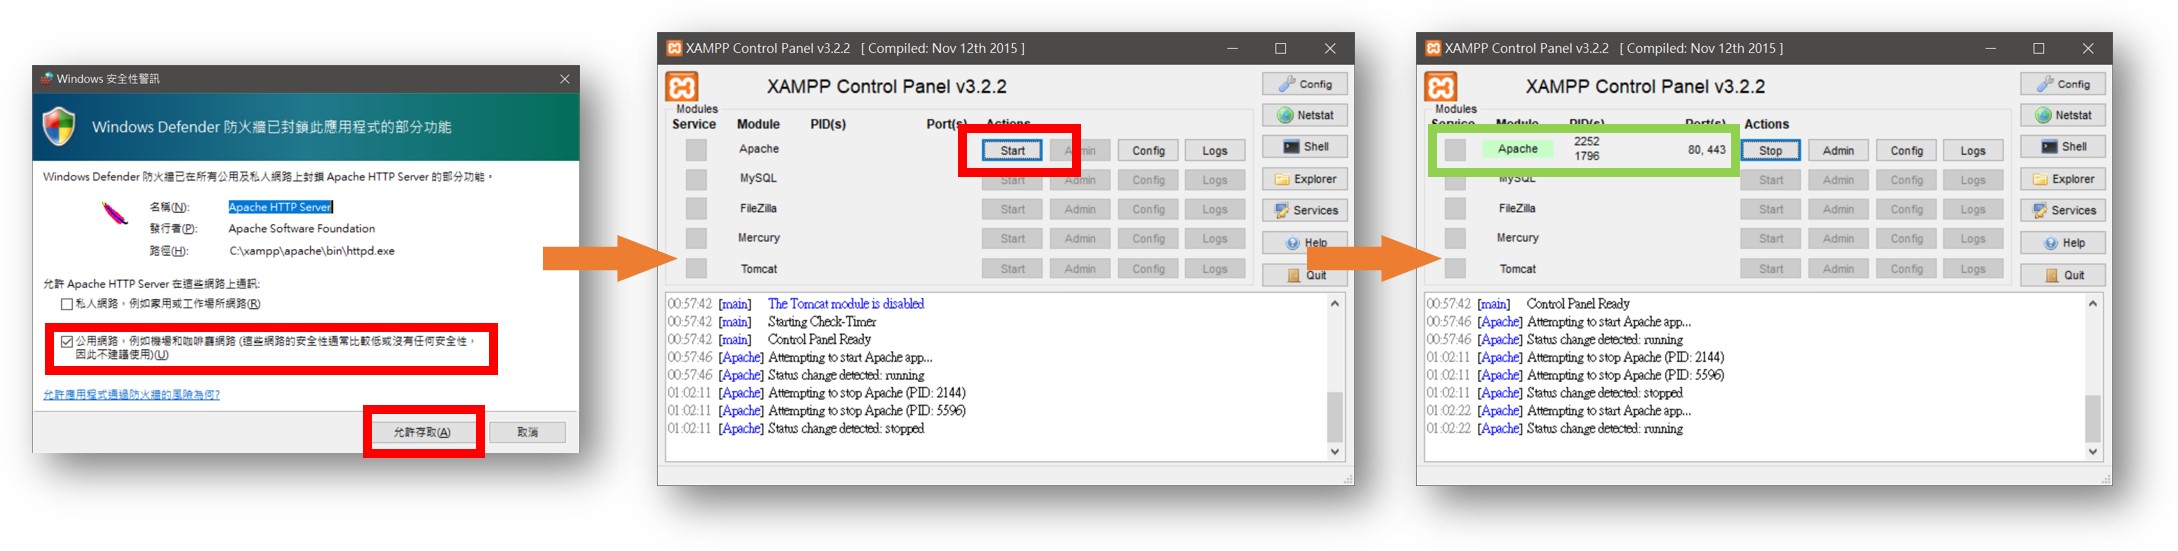 Windows 安全性警訊
Windows Defender 防火牆已封鎖此應用程式的部分功能
Windows Defender 防火牆已在所有公用及私人網路上封鎖 Apache HTTP Server 的部分功能。
名稱(N): Apache HTTP Server
發行者(P): Apache Software Foundation
路徑(H): C:\xampp\apache\bin\httpd.exe
允許 Apache HTTP Server 在這些網路上通訊:
私人網路，例如家用或工作場所網路(R)
公用網路，例如機場和咖啡廳網路 (這些網路的安全性通常比較低或沒有任何安全性，
因此不建議使用)(U)
允許應用程式通過防火牆的風險為何?
允許存取(A) 取消
XAMPP Control Panel v3.2.2 [ Compiled: Nov 12th 2015 ]
XAMPP Control Panel v3.2.2
Config
Modules
Service Module PID(s) Port(s) Actions
Netstat
Apache Start Admin Config Logs
Shell
MySQL Start Admin Config Logs
Explorer
FileZilla Start Admin Config Logs
Services
Mercury Start Admin Config Logs
Help
Tomcat Start Admin Config Logs
Quit
00:57:42 [main] The Tomcat module is disabled
00:57:42 [main] Starting Check-Timer
00:57:42 [main] Control Panel Ready
00:57:46 [Apache] Attempting to start Apache app...
00:57:46 [Apache] Status change detected: running
01:02:11 [Apache] Attempting to stop Apache (PID: 2144)
01:02:11 [Apache] Attempting to stop Apache (PID: 5596)
01:02:11 [Apache] Status change detected: stopped
XAMPP Control Panel v3.2.2 [ Compiled: Nov 12th 2015 ]
XAMPP Control Panel v3.2.2
Config
Modules
Service Module PID(s) Port(s) Actions
Netstat
Apache 2252 80, 443 Stop Admin Config Logs
1796
Shell
MySQL Start Admin Config Logs
Explorer
FileZilla Start Admin Config Logs
Services
Mercury Start Admin Config Logs
Help
Tomcat Start Admin Config Logs
Quit
00:57:42 [main] Control Panel Ready
00:57:46 [Apache] Attempting to start Apache app...
00:57:46 [Apache] Status change detected: running
01:02:11 [Apache] Attempting to stop Apache (PID: 2144)
01:02:11 [Apache] Attempting to stop Apache (PID: 5596)
01:02:11 [Apache] Status change detected: stopped
01:02:22 [Apache] Attempting to start Apache app...
01:02:22 [Apache] Status change detected: running